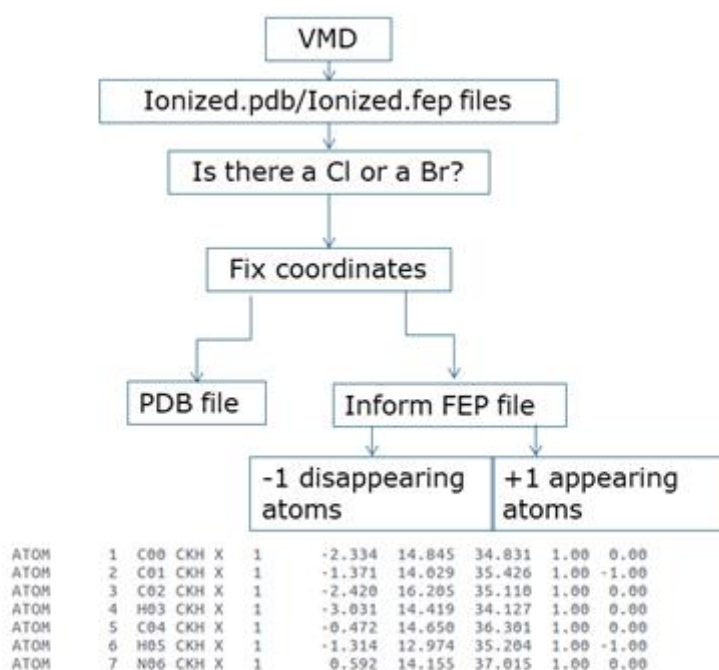 VMD
Ionized.pdb/Ionized.fep files
Is there a Cl or a Br?
Fix coordinates
PDB file
Inform FEP file
-1 disappearing
atoms
+1 appearing
atoms
ATOM 1 C00 CKH X 1 -2.334 14.845 34.831 1.00 0.00
ATOM 2 C01 CKH X 1 -1.371 14.029 35.426 1.00 -1.00
ATOM 3 C02 CKH X 1 -2.420 16.205 35.110 1.00 0.00
ATOM 4 H03 CKH X 1 -3.031 14.419 34.127 1.00 0.00
ATOM 5 C04 CKH X 1 -0.472 14.650 36.301 1.00 0.00
ATOM 6 H05 CKH X 1 -1.314 12.974 35.204 1.00 -1.00
ATOM 7 N06 CKH X 1 0.592 14.155 37.015 1.00 0.00